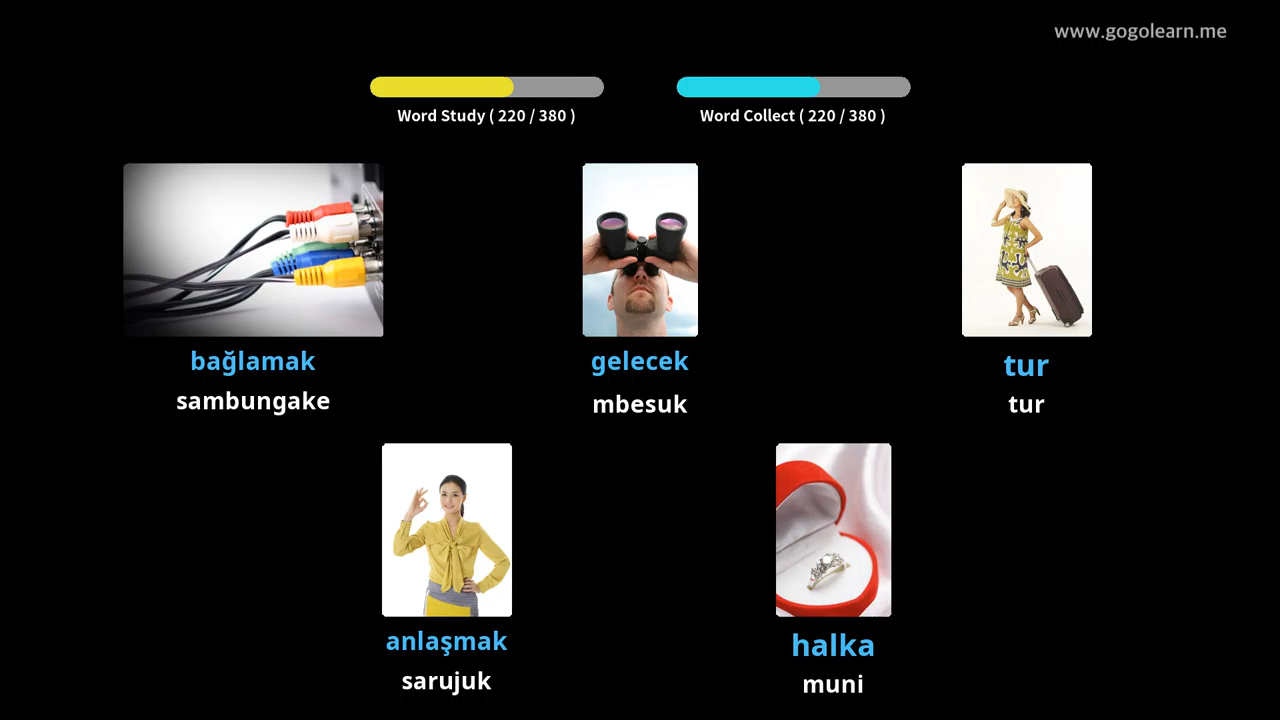 www.gogolearn.me
Word Study ( 220 / 380 )
Word Collect ( 220 / 380 )
bağlamak
sambungake
gelecek
mbesuk
tur
tur
anlaşmak
sarujuk
halka
muni